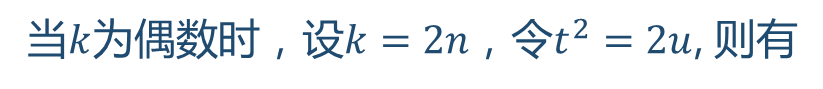 当k为偶数时，设k = 2n，令t² = 2u, 则有